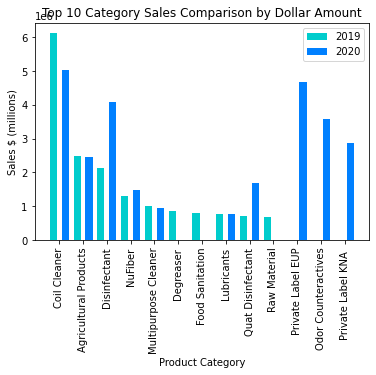 Top 10 Category Sales Comparison by Dollar Amount
1e6
2019
2020
6
5
4
3
2
1
0
Sales $ (millions)
Coil Cleaner
Agricultural Products
Disinfectant
NuFiber
Multipurpose Cleaner
Degreaser
Food Sanitation
Lubricants
Quat Disinfectant
Raw Material
Private Label EUP
Odor Counteractives
Private Label KNA
Product Category